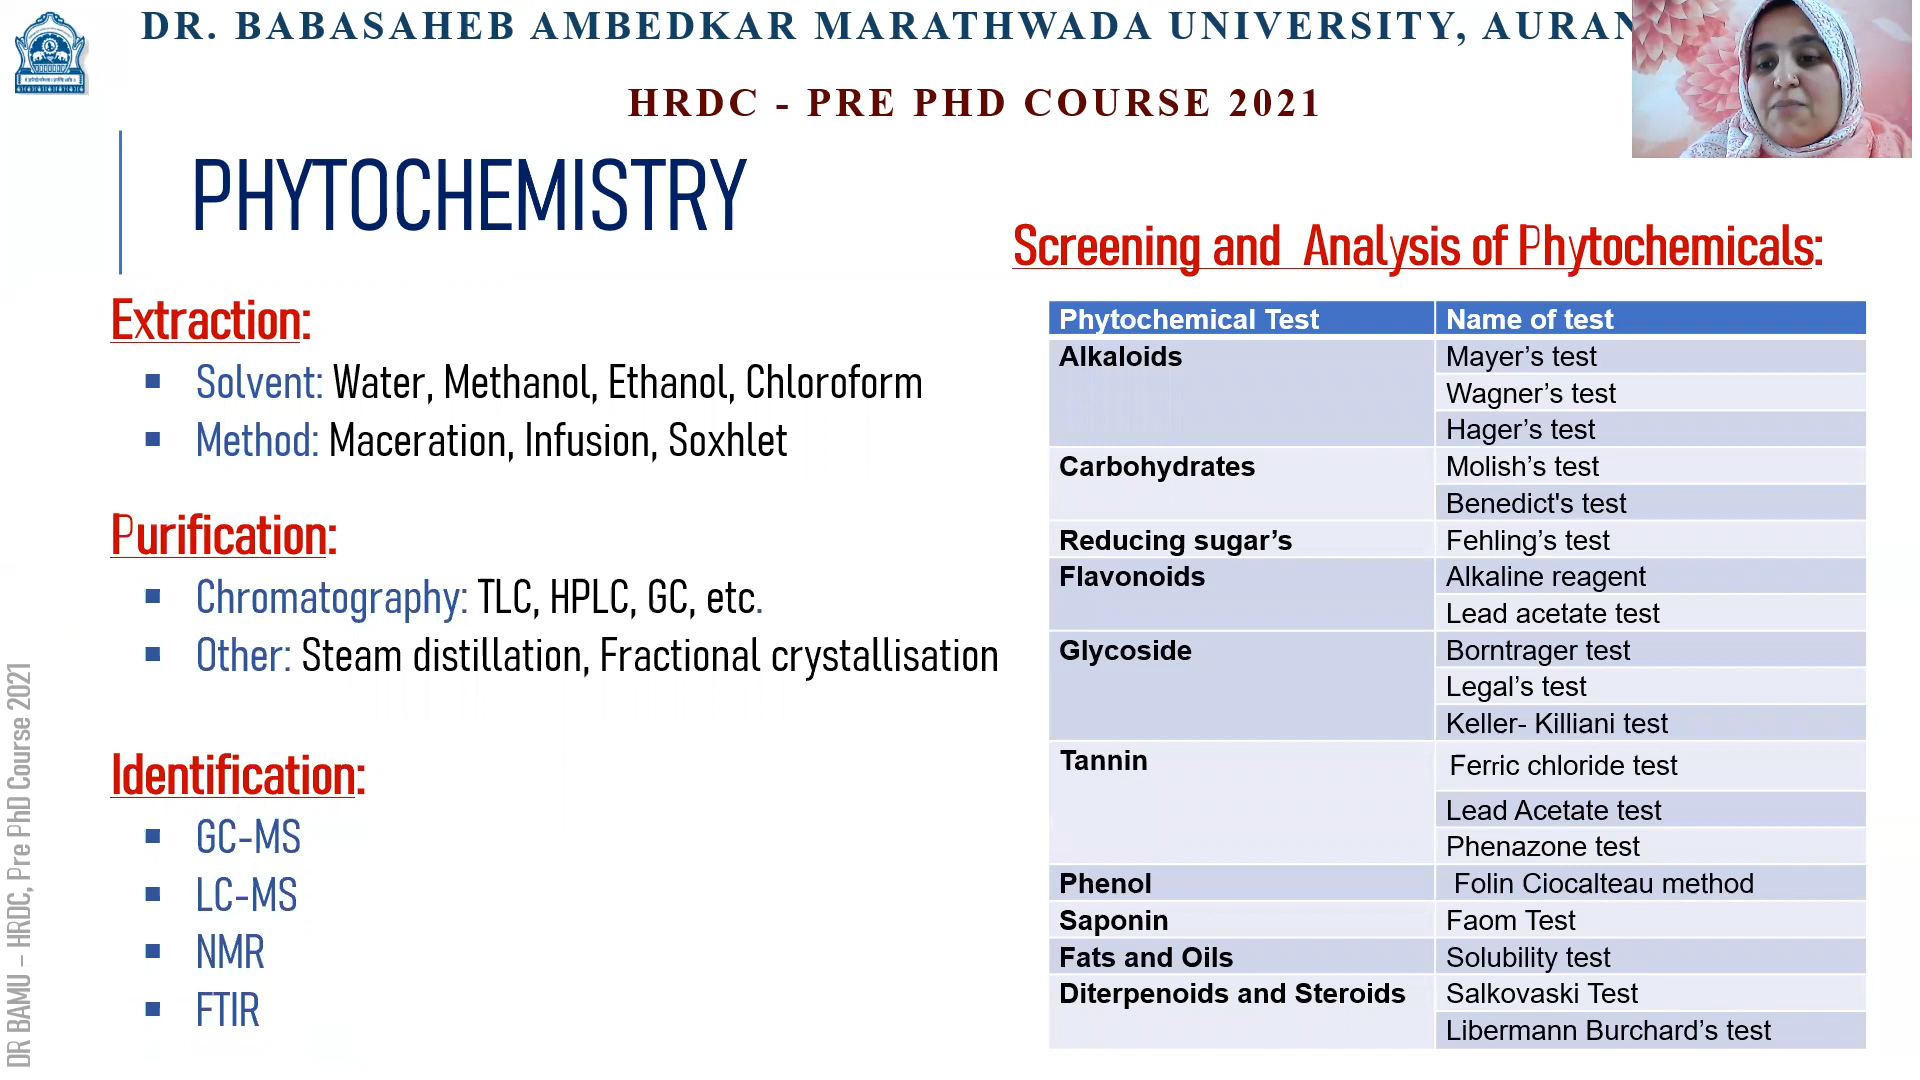 DR. BABASAHEB AMBEDKAR MARATHWADA UNIVERSITY, AURAN
HRDC - PRE PHD COURSE 2021
PHYTOCHEMISTRY
Extraction:
Solvent: Water, Methanol, Ethanol, Chloroform
Method: Maceration, Infusion, Soxhlet
Purification:
Chromatography: TLC, HPLC, GC, etc.
Other: Steam distillation, Fractional crystallisation
Identification:
GC-MS
LC-MS
NMR
FTIR
Screening and Analysis of Phytochemicals:
Phytochemical Test Name of test
Alkaloids Mayer’s test
Wagner’s test
Hager’s test
Carbohydrates Molish’s test
Benedict's test
Reducing sugar’s Fehling’s test
Flavonoids Alkaline reagent
Lead acetate test
Glycoside Borntrager test
Legal’s test
Keller- Killiani test
Tannin Ferric chloride test
Lead Acetate test
Phenazone test
Phenol Folin Ciocalteau method
Saponin Faom Test
Fats and Oils Solubility test
Diterpenoids and Steroids Salkovaski Test
Libermann Burchard’s test
DR BAMU – HRDC, Pre PhD Course 2021